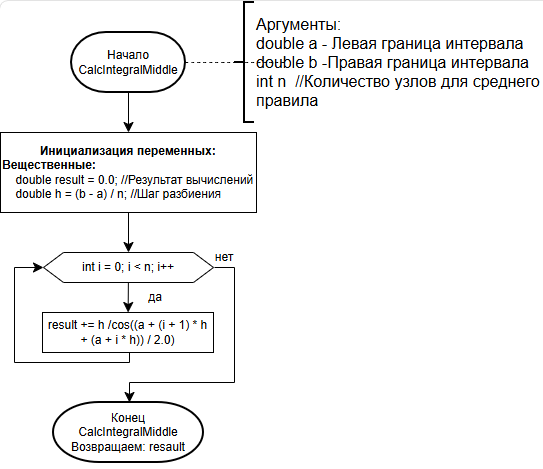 Начало
CalcIntegralMiddle
Аргументы:
double a - Левая граница интервала
double b -Правая граница интервала
int n  //Количество узлов для среднего
правила
Инициализация переменных:
Вещественные:
double result = 0.0; //Результат вычислений
double h = (b - a) / n; //Шаг разбиения
int i = 0; i < n; i++
нет
да
result += h /cos((a + (i + 1) * h
+ (a + i * h)) / 2.0)
Конец
CalcIntegralMiddle
Возвращаем: resault